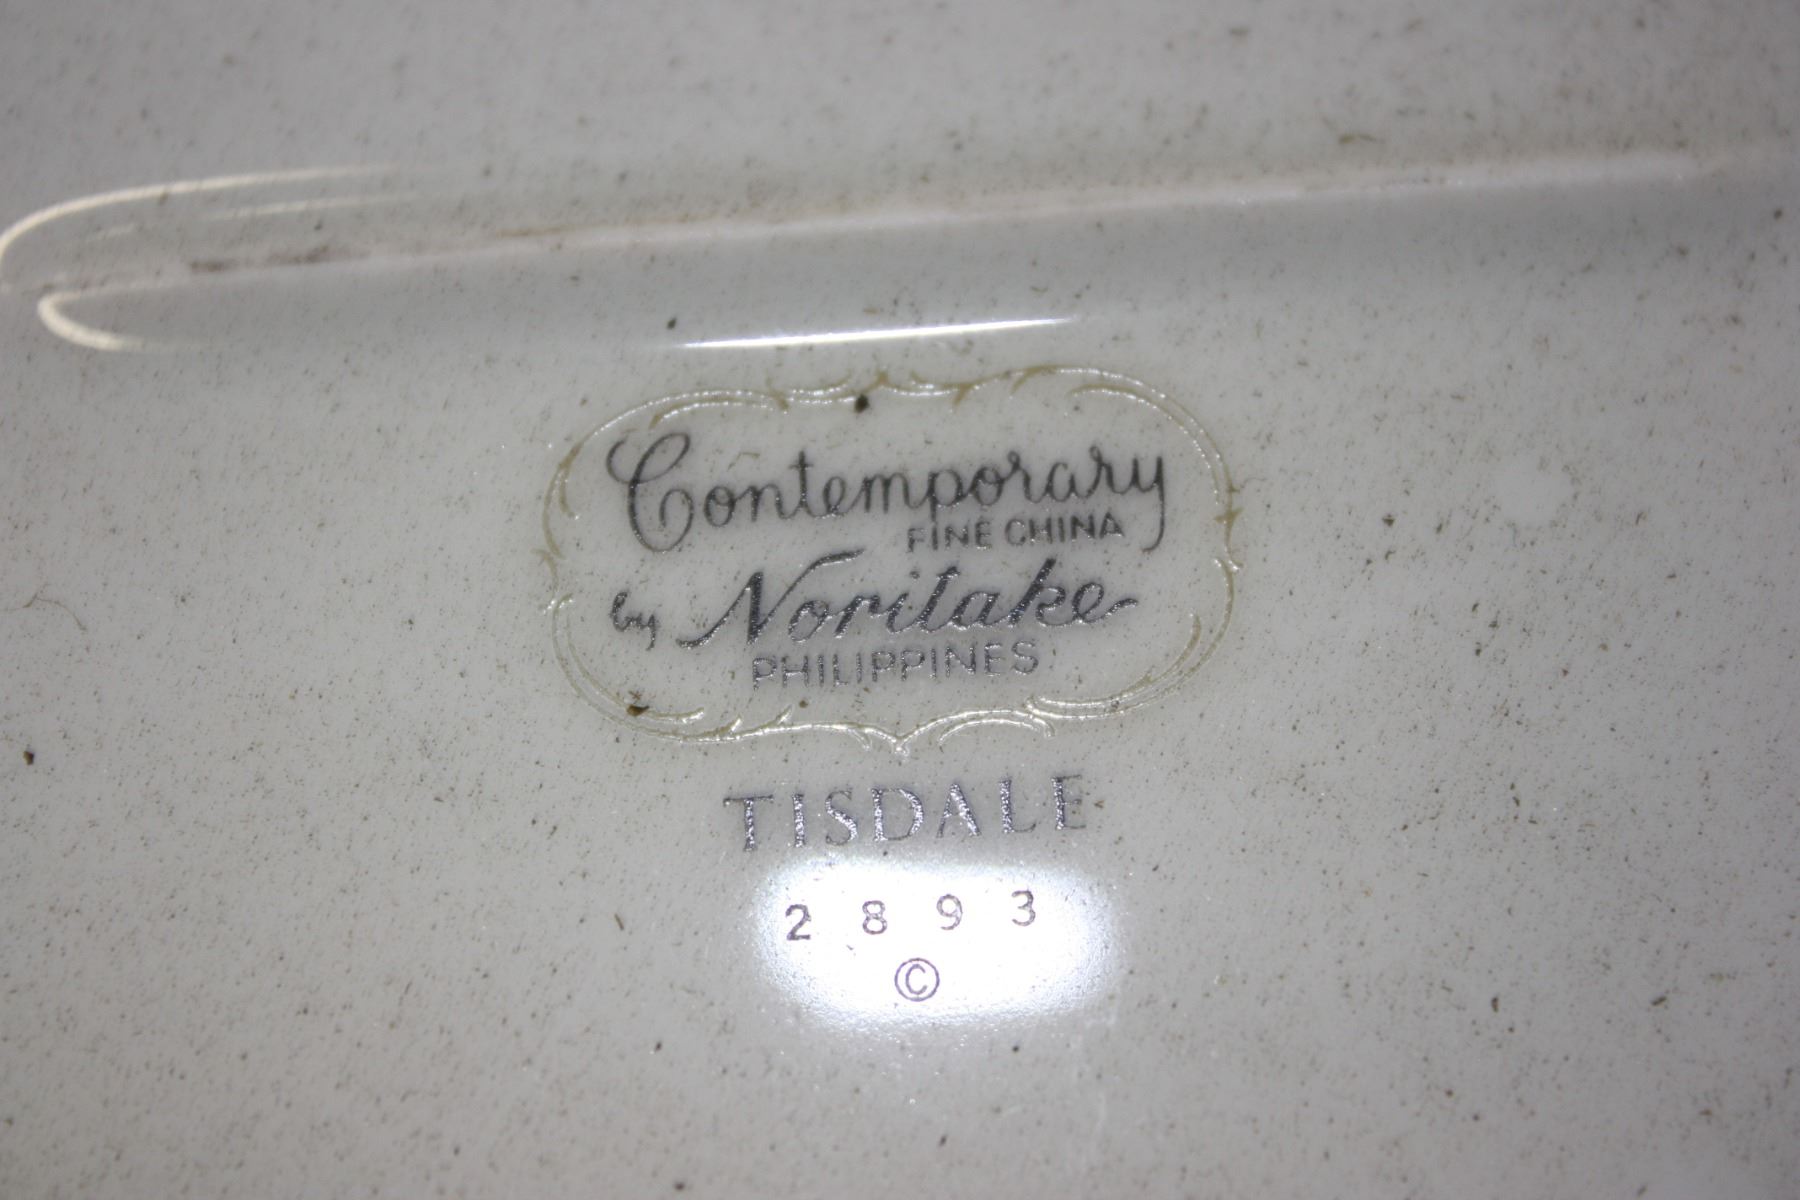 Contemporary
FINE CHINA
by Noritake
PHILIPPINES
TISDALE
2893
©